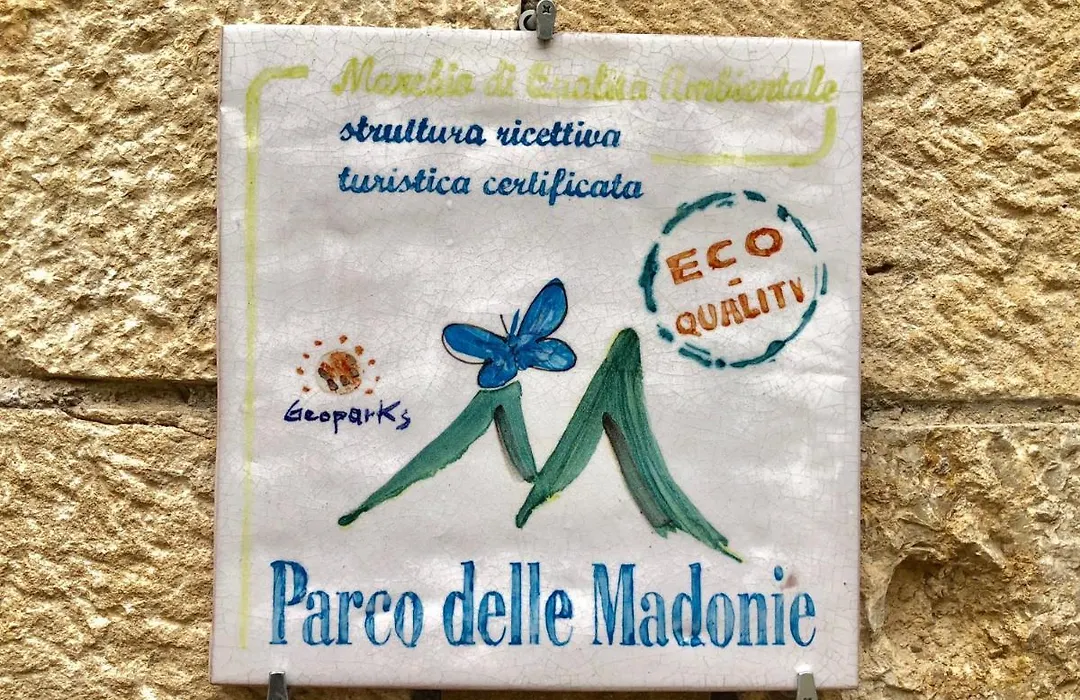 Marchio di Qualità Ambientale
struttura ricettiva
turistica certificata
ECO
-
QUALITY
Geoparks
Parco delle Madonie